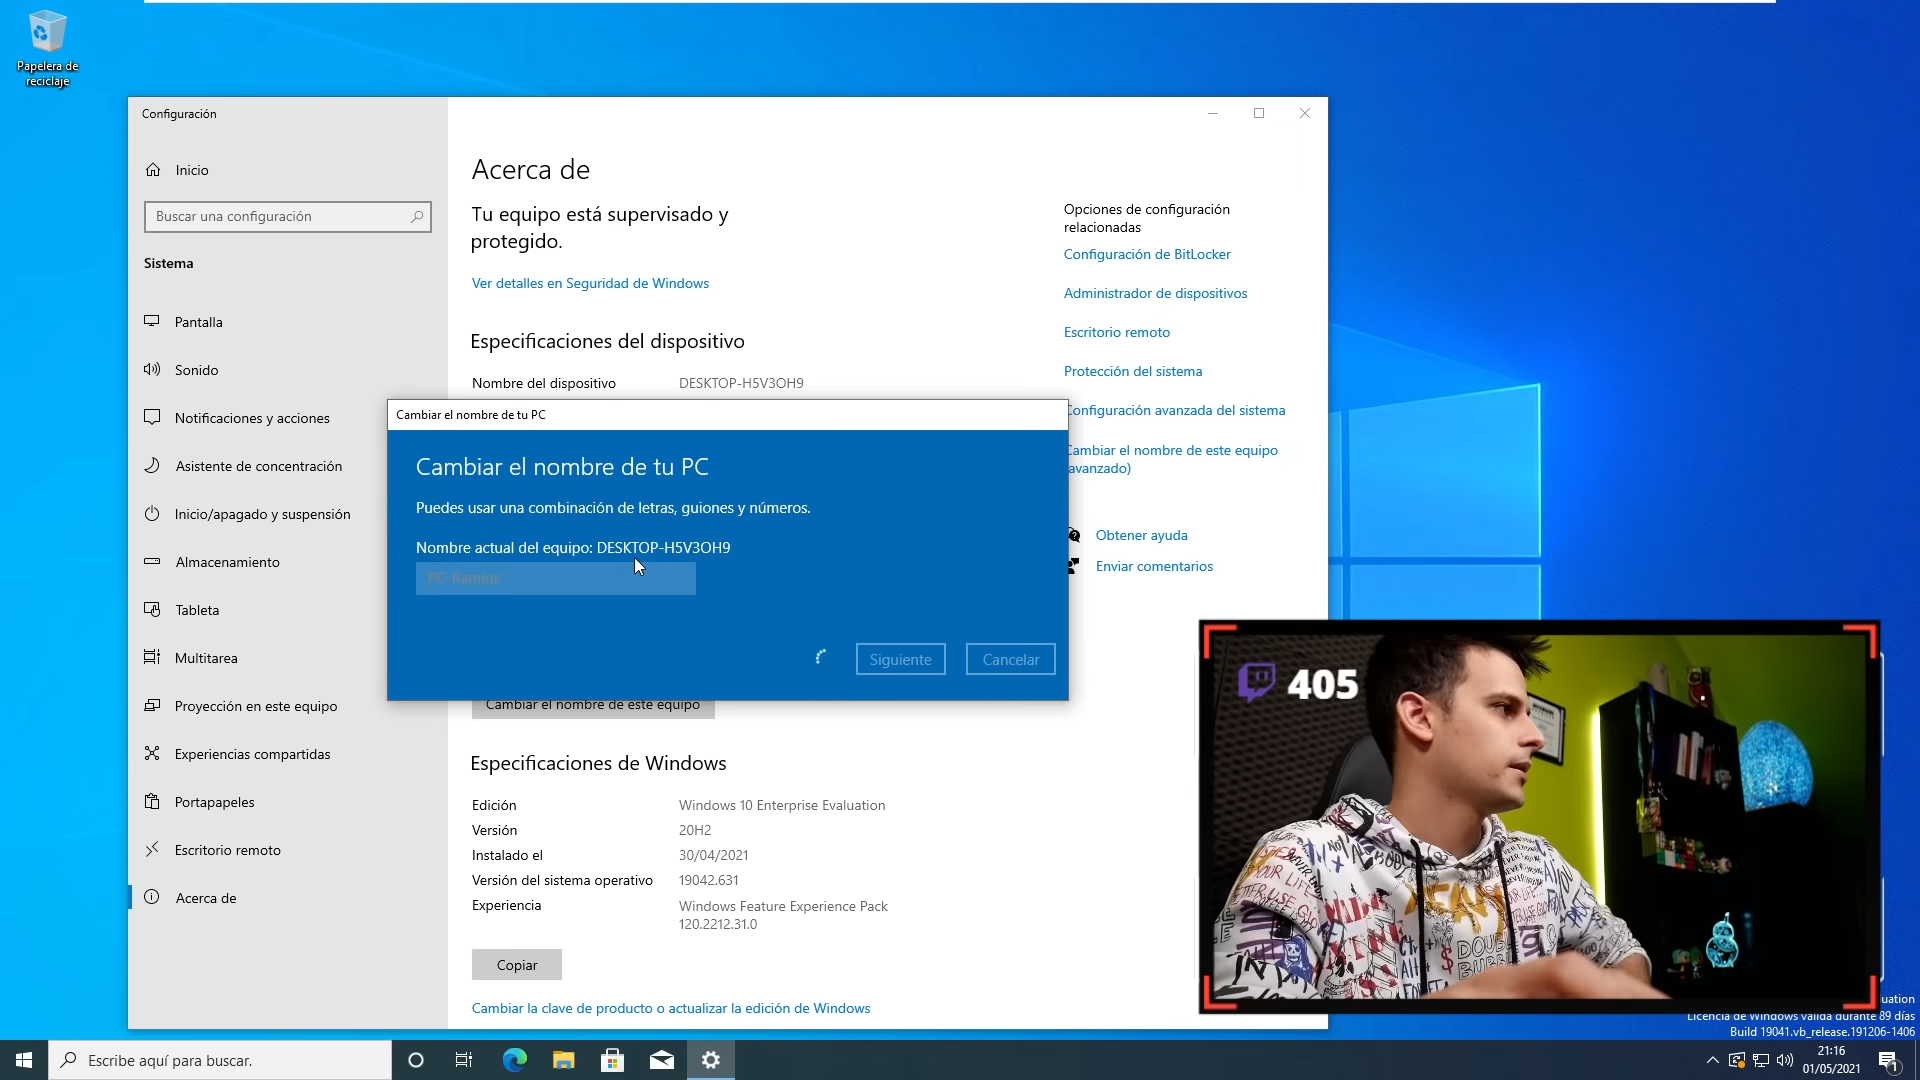 Papelera de
reciclaje
Configuración
Inicio
Buscar una configuración
Sistema
Pantalla
Sonido
Notificaciones y acciones
Asistente de concentración
Inicio/apagado y suspensión
Almacenamiento
Tableta
Multitarea
Proyección en este equipo
Experiencias compartidas
Portapapeles
Escritorio remoto
Acerca de
Acerca de
Tu equipo está supervisado y
protegido.
Ver detalles en Seguridad de Windows
Especificaciones del dispositivo
Nombre del dispositivo DESKTOP-H5V3OH9
Cambiar el nombre de tu PC
Cambiar el nombre de tu PC
Puedes usar una combinación de letras, guiones y números.
Nombre actual del equipo: DESKTOP-H5V3OH9
Siguiente Cancelar
Cambiar el nombre de este equipo
Especificaciones de Windows
Edición Windows 10 Enterprise Evaluation
Versión 20H2
Instalado el 30/04/2021
Versión del sistema operativo 19042.631
Experiencia Windows Feature Experience Pack
120.2212.31.0
Copiar
Cambiar la clave de producto o actualizar la edición de Windows
Opciones de configuración
relacionadas
Configuración de BitLocker
Administrador de dispositivos
Escritorio remoto
Protección del sistema
Configuración avanzada del sistema
Cambiar el nombre de este equipo
avanzado)
Obtener ayuda
Enviar comentarios
405
uation
Licencia de Windows válida durante 89 días
Build 19041.vb_release.191206-1406
Escribe aquí para buscar.
21:16
01/05/2021
1